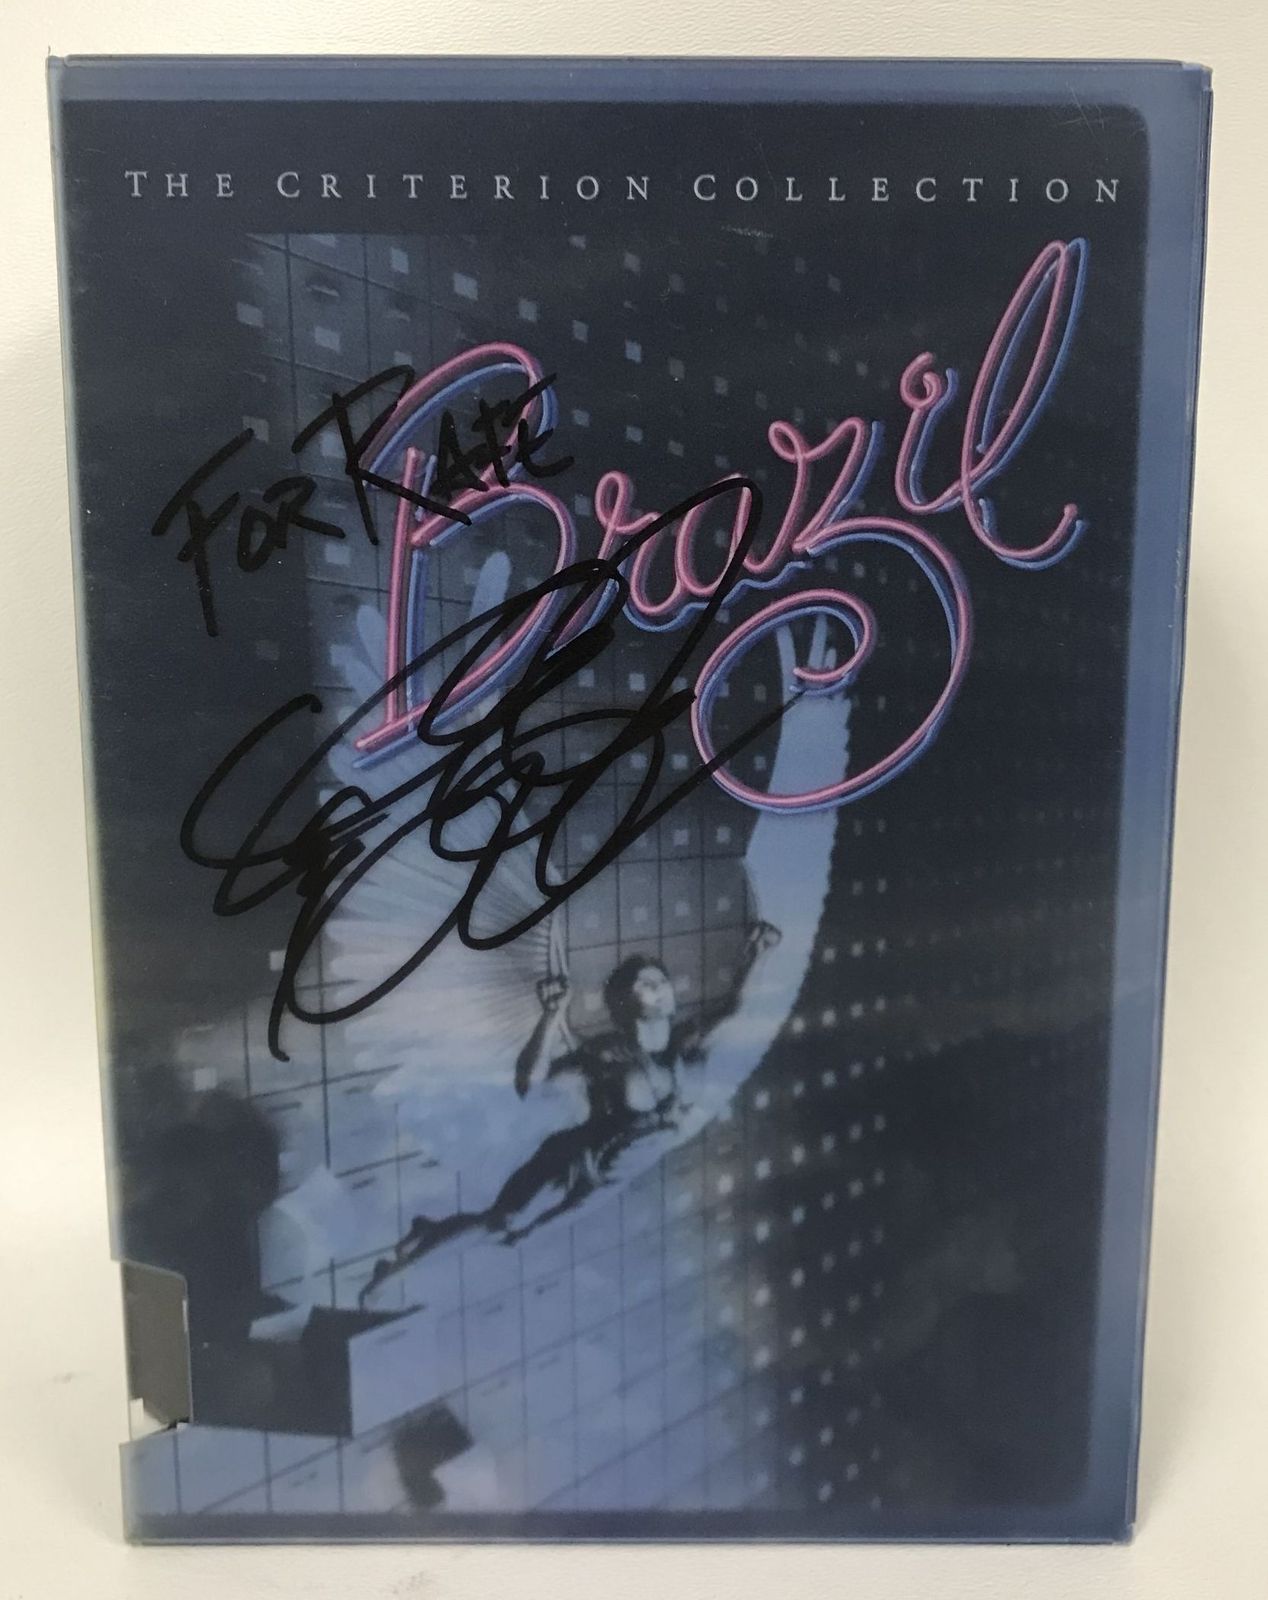 THE CRITERION COLLECTION
Brazil
FOR RAFE